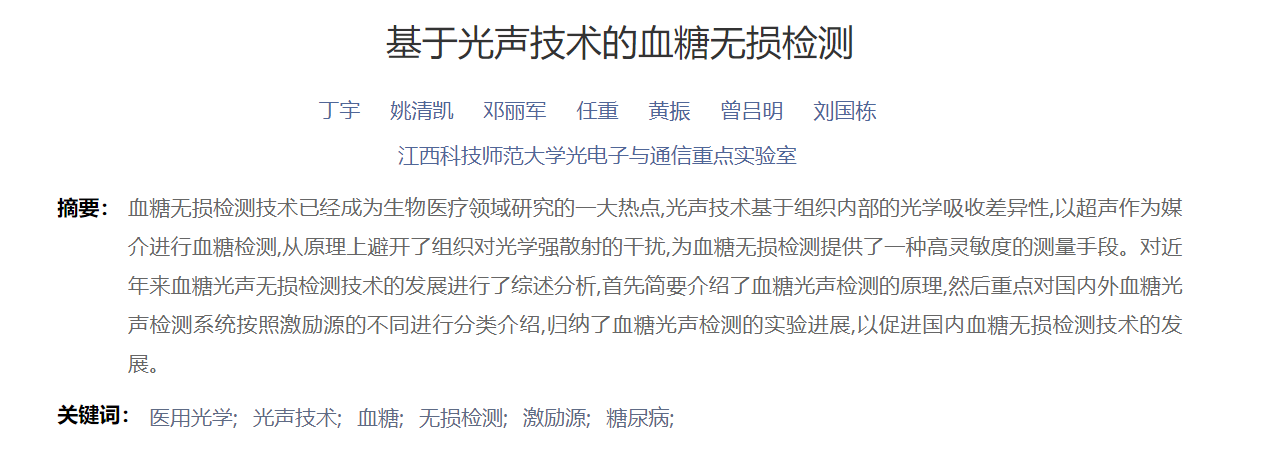 基于光声技术的血糖无损检测
丁宇 姚清凯 邓丽军 任重 黄振 曾吕明 刘国栋
江西科技师范大学光电子与通信重点实验室
摘要： 血糖无损检测技术已经成为生物医疗领域研究的一大热点,光声技术基于组织内部的光学吸收差异性,以超声作为媒
介进行血糖检测,从原理上避开了组织对光学强散射的干扰,为血糖无损检测提供了一种高灵敏度的测量手段。对近
年来血糖光声无损检测技术的发展进行了综述分析,首先简要介绍了血糖光声检测的原理,然后重点对国内外血糖光
声检测系统按照激励源的不同进行分类介绍,归纳了血糖光声检测的实验进展,以促进国内血糖无损检测技术的发
展。
关键词： 医用光学; 光声技术; 血糖; 无损检测; 激励源; 糖尿病;